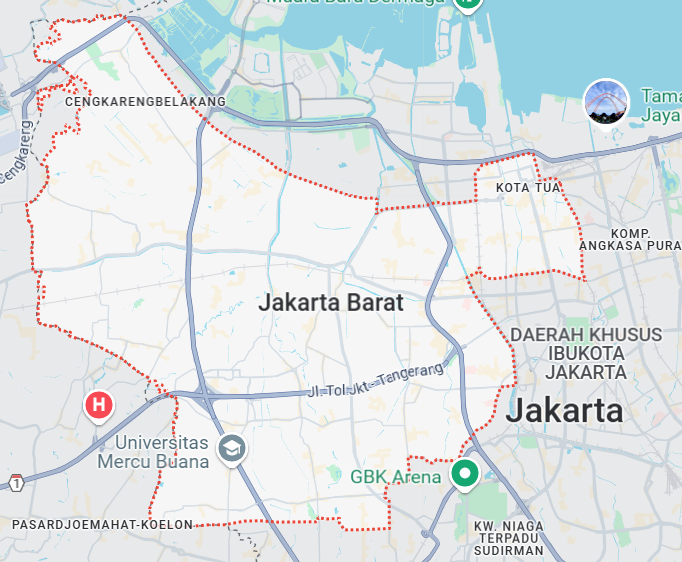 Muara Baru Bermuga
CENGKARENGBELAKANG
Tama
Jaya
Cengkareng
KOTA TUA
KOMP.
ANGKASA PURA
Jakarta Barat
DAERAH KHUSUS
IBUKOTA
JAKARTA
Jl. Tol Jkt - Tangerang
H
Jakarta
Universitas
Mercu Buana
GBK Arena
1
PASARDJOEMAHAT-KOELON
KW. NIAGA
TERPADU
SUDIRMAN